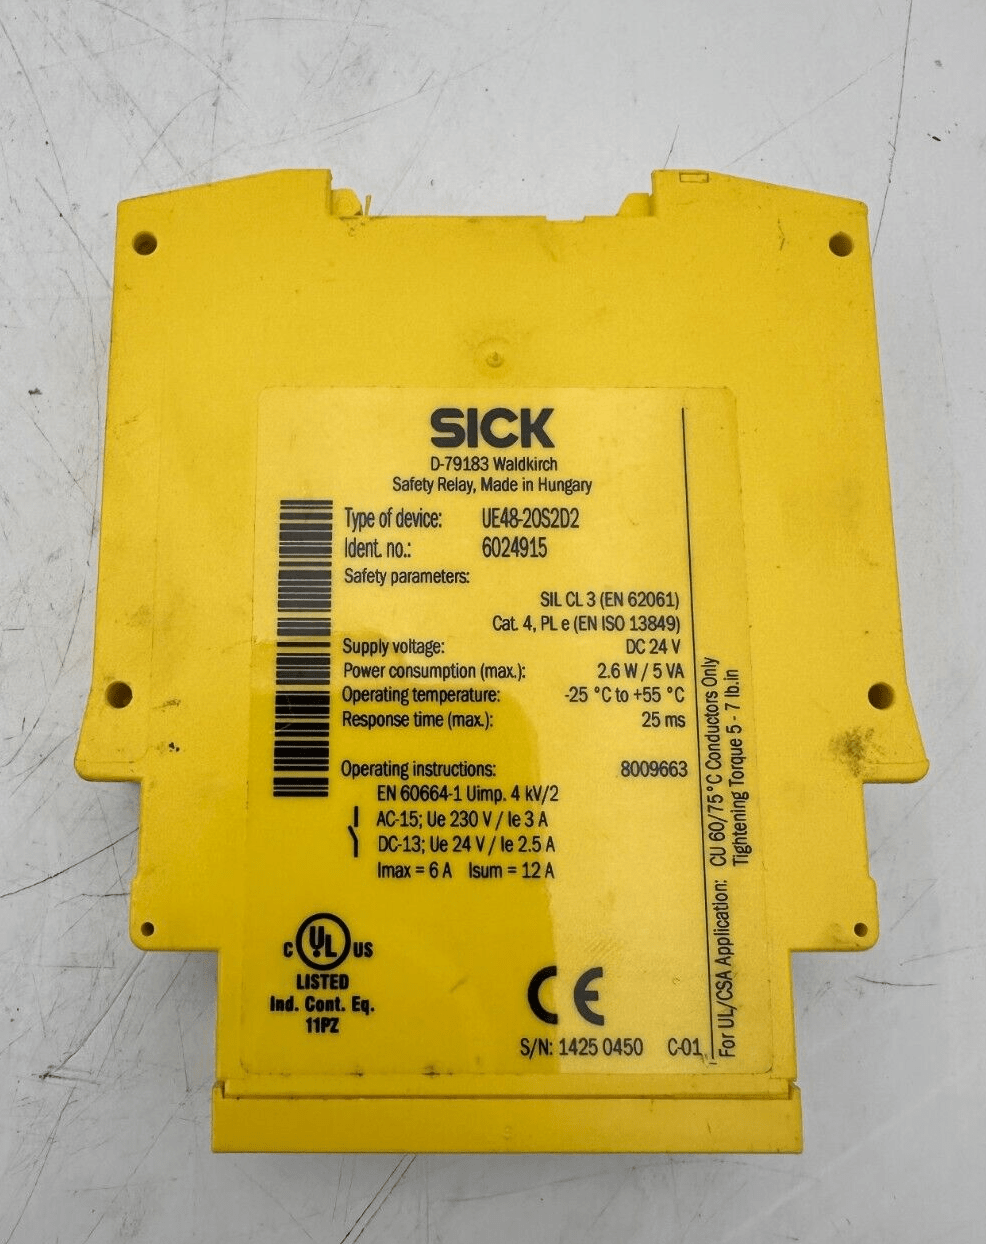 SICK
D-79183 Waldkirch
Safety Relay, Made in Hungary
Type of device: UE48-2OS2D2
Ident. no.: 6024915
Safety parameters:
SIL CL 3 (EN 62061)
Cat. 4, PL e (EN ISO 13849)
Supply voltage: DC 24 V
Power consumption (max.): 2.6 W / 5 VA
Operating temperature: -25 °C to +55 °C
Response time (max.): 25 ms
Operating instructions: 8009663
EN 60664-1 Uimp. 4 kV/2
AC-15; Ue 230 V / Ie 3 A
DC-13; Ue 24 V / Ie 2.5 A
Imax = 6 A Isum = 12 A
C UL US
LISTED
Ind. Cont. Eq.
11PZ
CE
S/N: 1425 0450 C-01
For UL/CSA Application: CU 60/75°C Conductors Only
Tightening Torque 5 - 7 lb.in